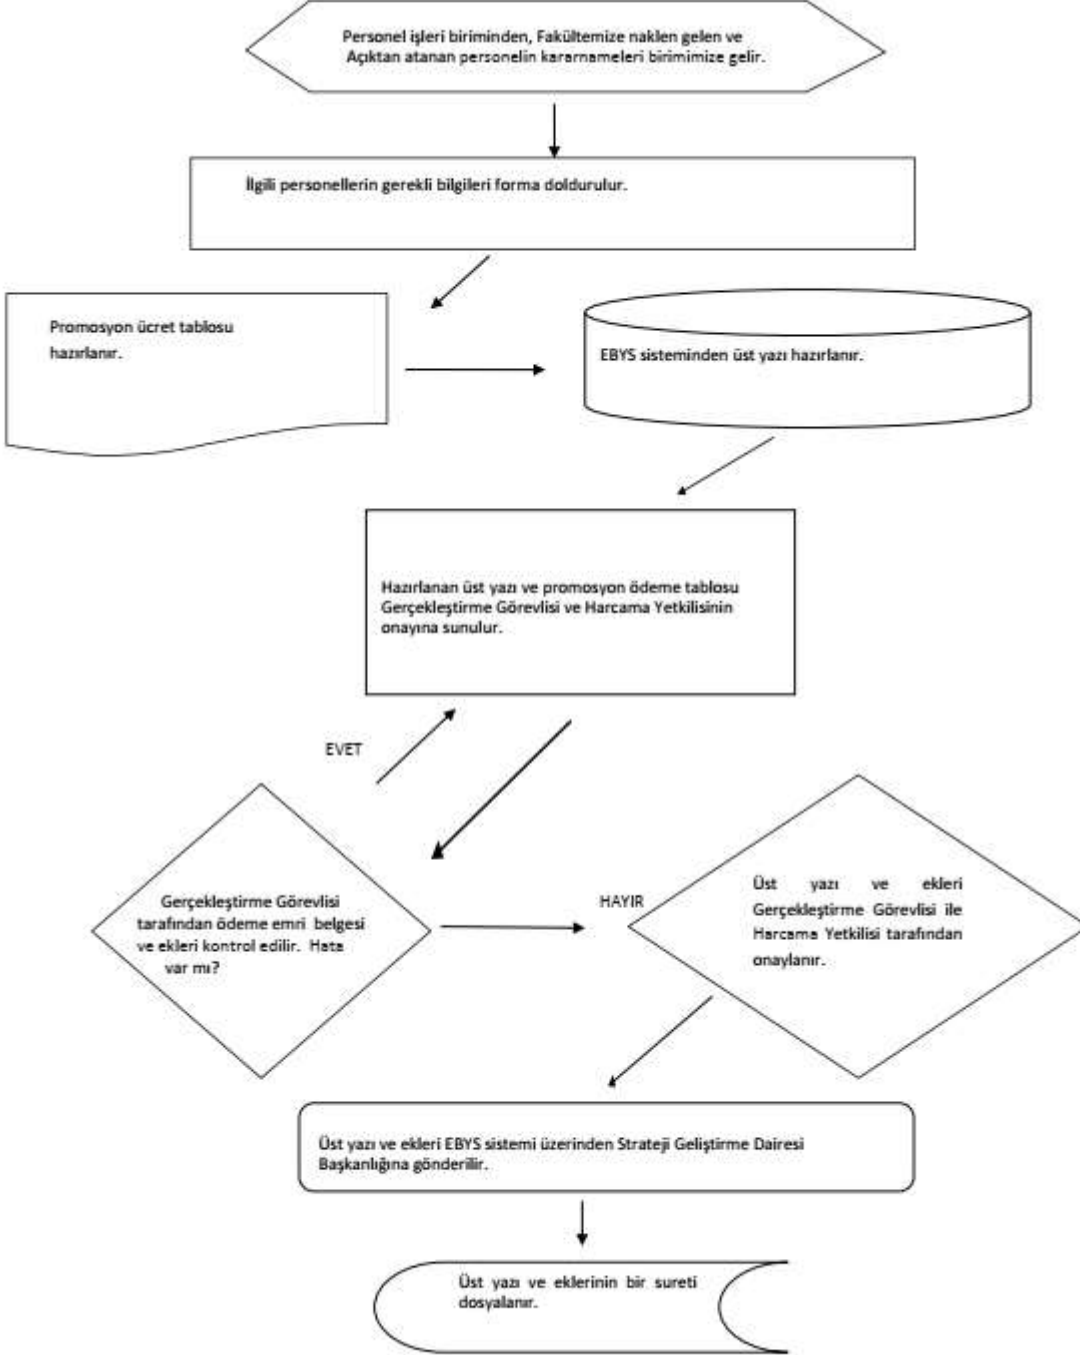 Personel işleri biriminden, Fakültemize naklen gelen ve
Açıktan atanan personelin kararnameleri birimimize gelir.
İlgili personellerin gerekli bilgileri forma doldurulur.
Promosyon ücret tablosu
hazırlanır.
EBYS sisteminden üst yazı hazırlanır.
Hazırlanan üst yazı ve promosyon ödeme tablosu
Gerçekleştirme Görevlisi ve Harcama Yetkilisinin
onayına sunulur.
EVET
Gerçekleştirme Görevlisi
tarafından ödeme emri belgesi
ve ekleri kontrol edilir. Hata
var mı?
HAYIR
Üst yazı ve ekleri
Gerçekleştirme Görevlisi ile
Harcama Yetkilisi tarafından
onaylanır.
Üst yazı ve ekleri EBYS sistemi üzerinden Strateji Geliştirme Dairesi
Başkanlığına gönderilir.
Üst yazı ve eklerinin bir sureti
dosyalanır.